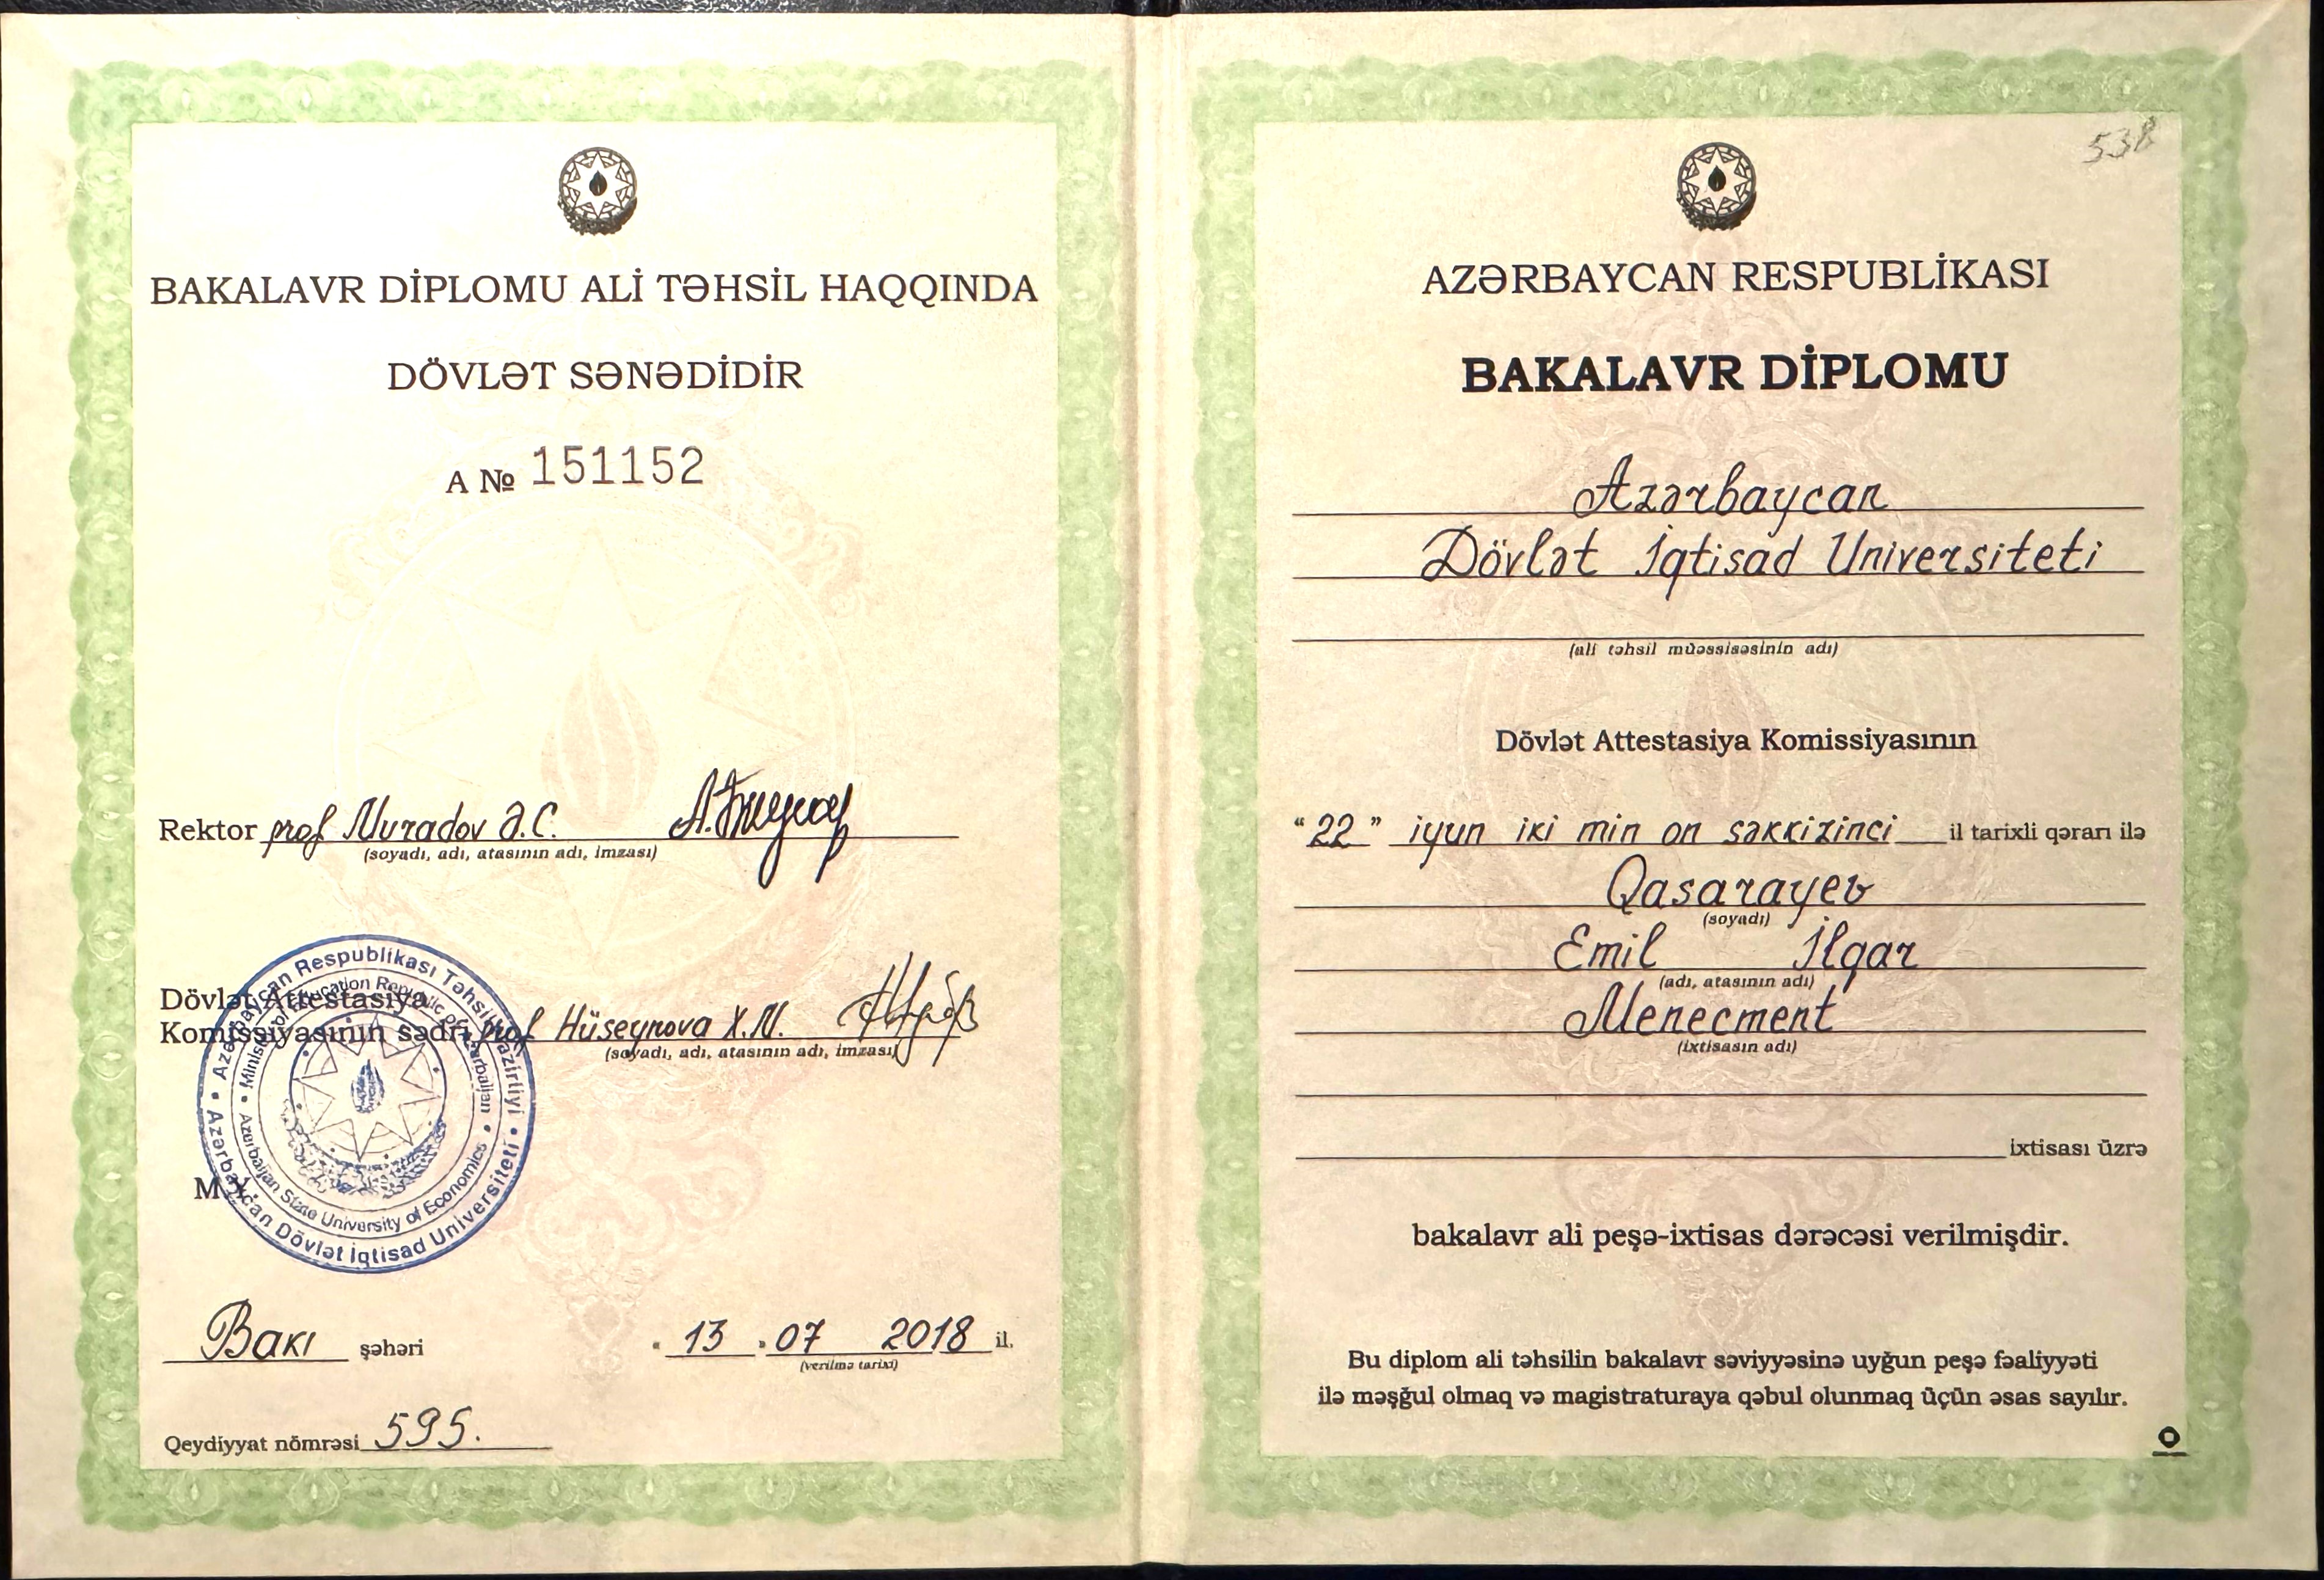 BAKALAVR DİPLOMU ALİ TƏHSİL HAQQINDA
DÖVLƏT SƏNƏDİDİR
A № 151152
Rektor prof Muradov Ə.C.
(soyadı, adı, atasının adı, imzası)
Dövlət Attestasiya
Komissiyasının sədri prof Hüseynova X.M.
(soyadı, adı, atasının adı, imzası)
Azərbaycan Respublikası Təhsil Nazirliyi • Azərbaycan Dövlət İqtisad Universiteti •
Ministry of Education Republic of Azerbaijan • Azerbaijan State University of Economics •
M.Y.
Bakı şəhəri
"13" 07 2018 il.
(verilmə tarixi)
Qeydiyyat nömrəsi 595.
538
AZƏRBAYCAN RESPUBLİKASI
BAKALAVR DİPLOMU
Azərbaycan
Dövlət İqtisad Universiteti
(ali təhsil müəssisəsinin adı)
Dövlət Attestasiya Komissiyasının
"22" iyun iki min on səkkizinci il tarixli qərarı ilə
Qasarayev
(soyadı)
Emil İlqar
(adı, atasının adı)
Menecment
(ixtisasın adı)
ixtisası üzrə
bakalavr ali peşə-ixtisas dərəcəsi verilmişdir.
Bu diplom ali təhsilin bakalavr səviyyəsinə uyğun peşə fəaliyyəti
ilə məşğul olmaq və magistraturaya qəbul olunmaq üçün əsas sayılır.